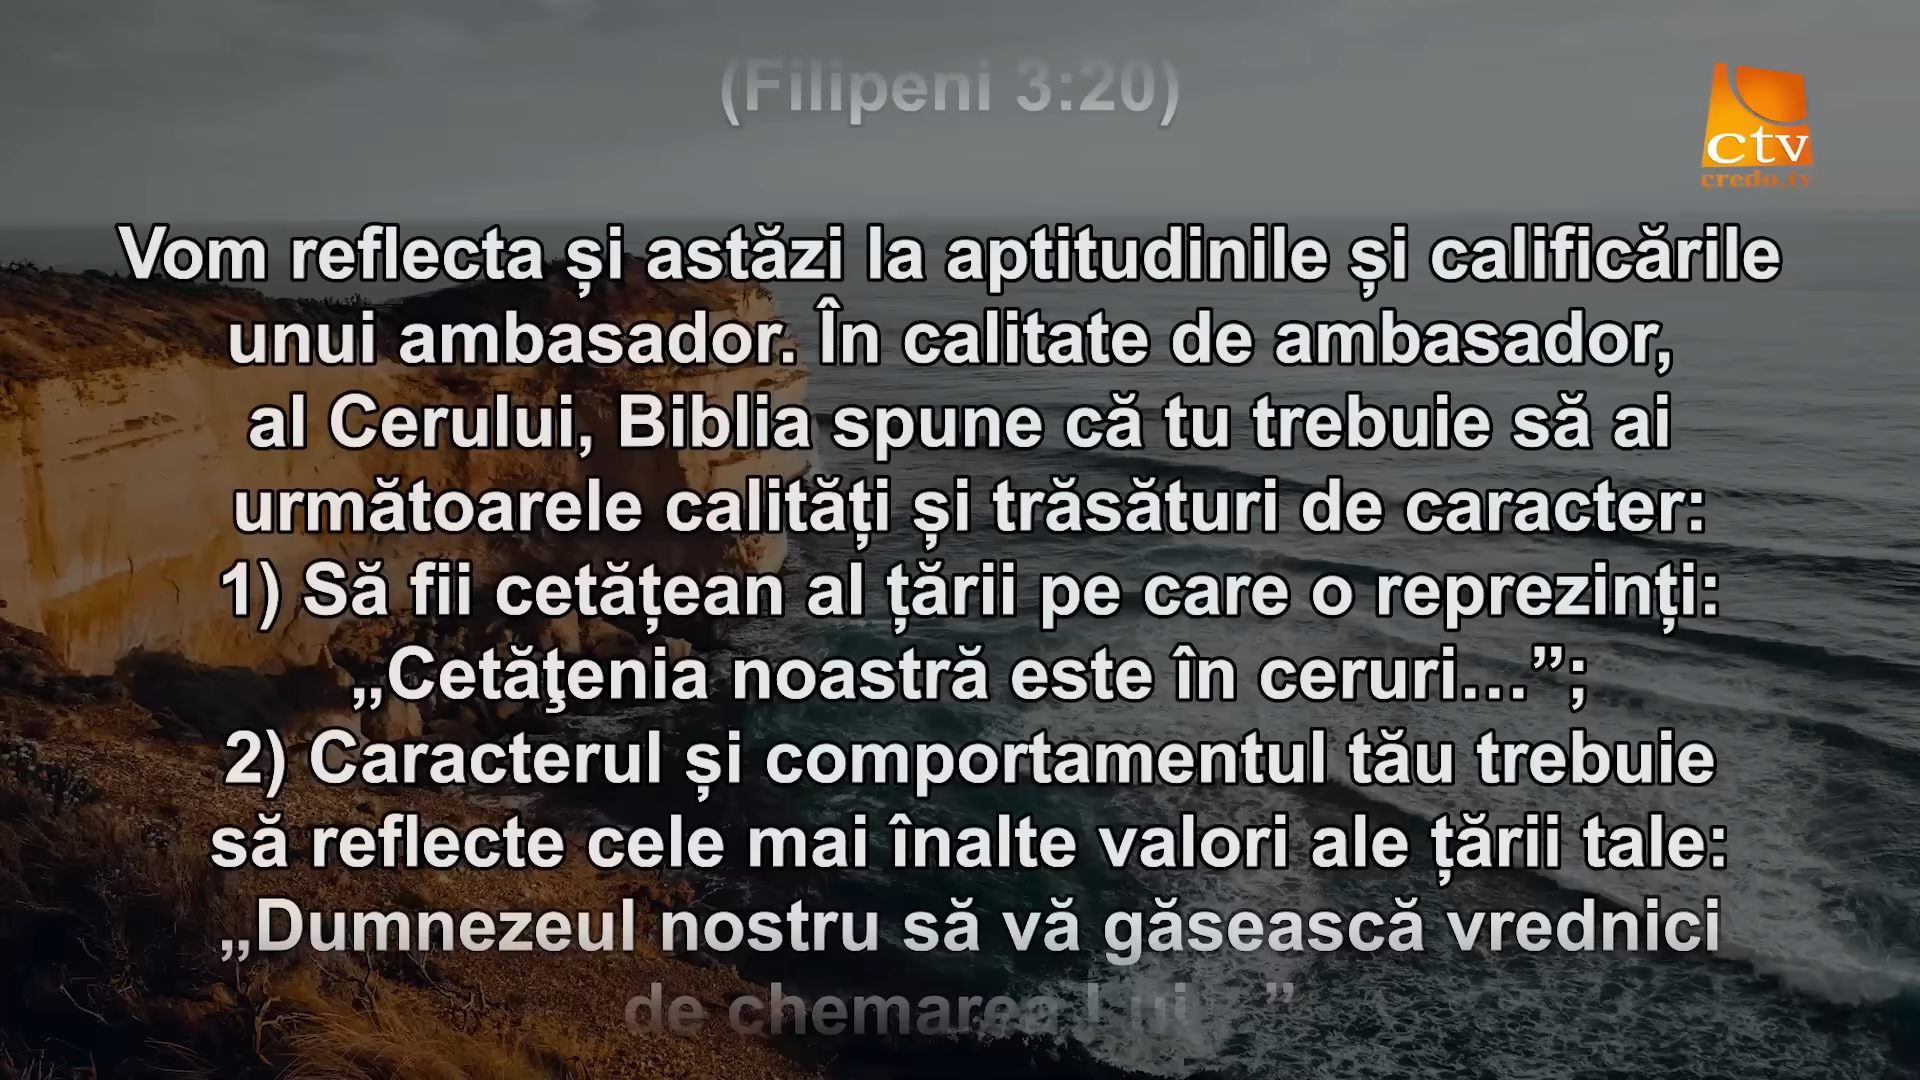 (Filipeni 3:20)
ctv
credo.tv
Vom reflecta și astăzi la aptitudinile și calificările
unui ambasador. În calitate de ambasador,
al Cerului, Biblia spune că tu trebuie să ai
următoarele calități și trăsături de caracter:
1) Să fii cetățean al țării pe care o reprezinți:
„Cetăţenia noastră este în ceruri…”;
2) Caracterul și comportamentul tău trebuie
să reflecte cele mai înalte valori ale țării tale:
„Dumnezeul nostru să vă găsească vrednici
de chemarea Lui